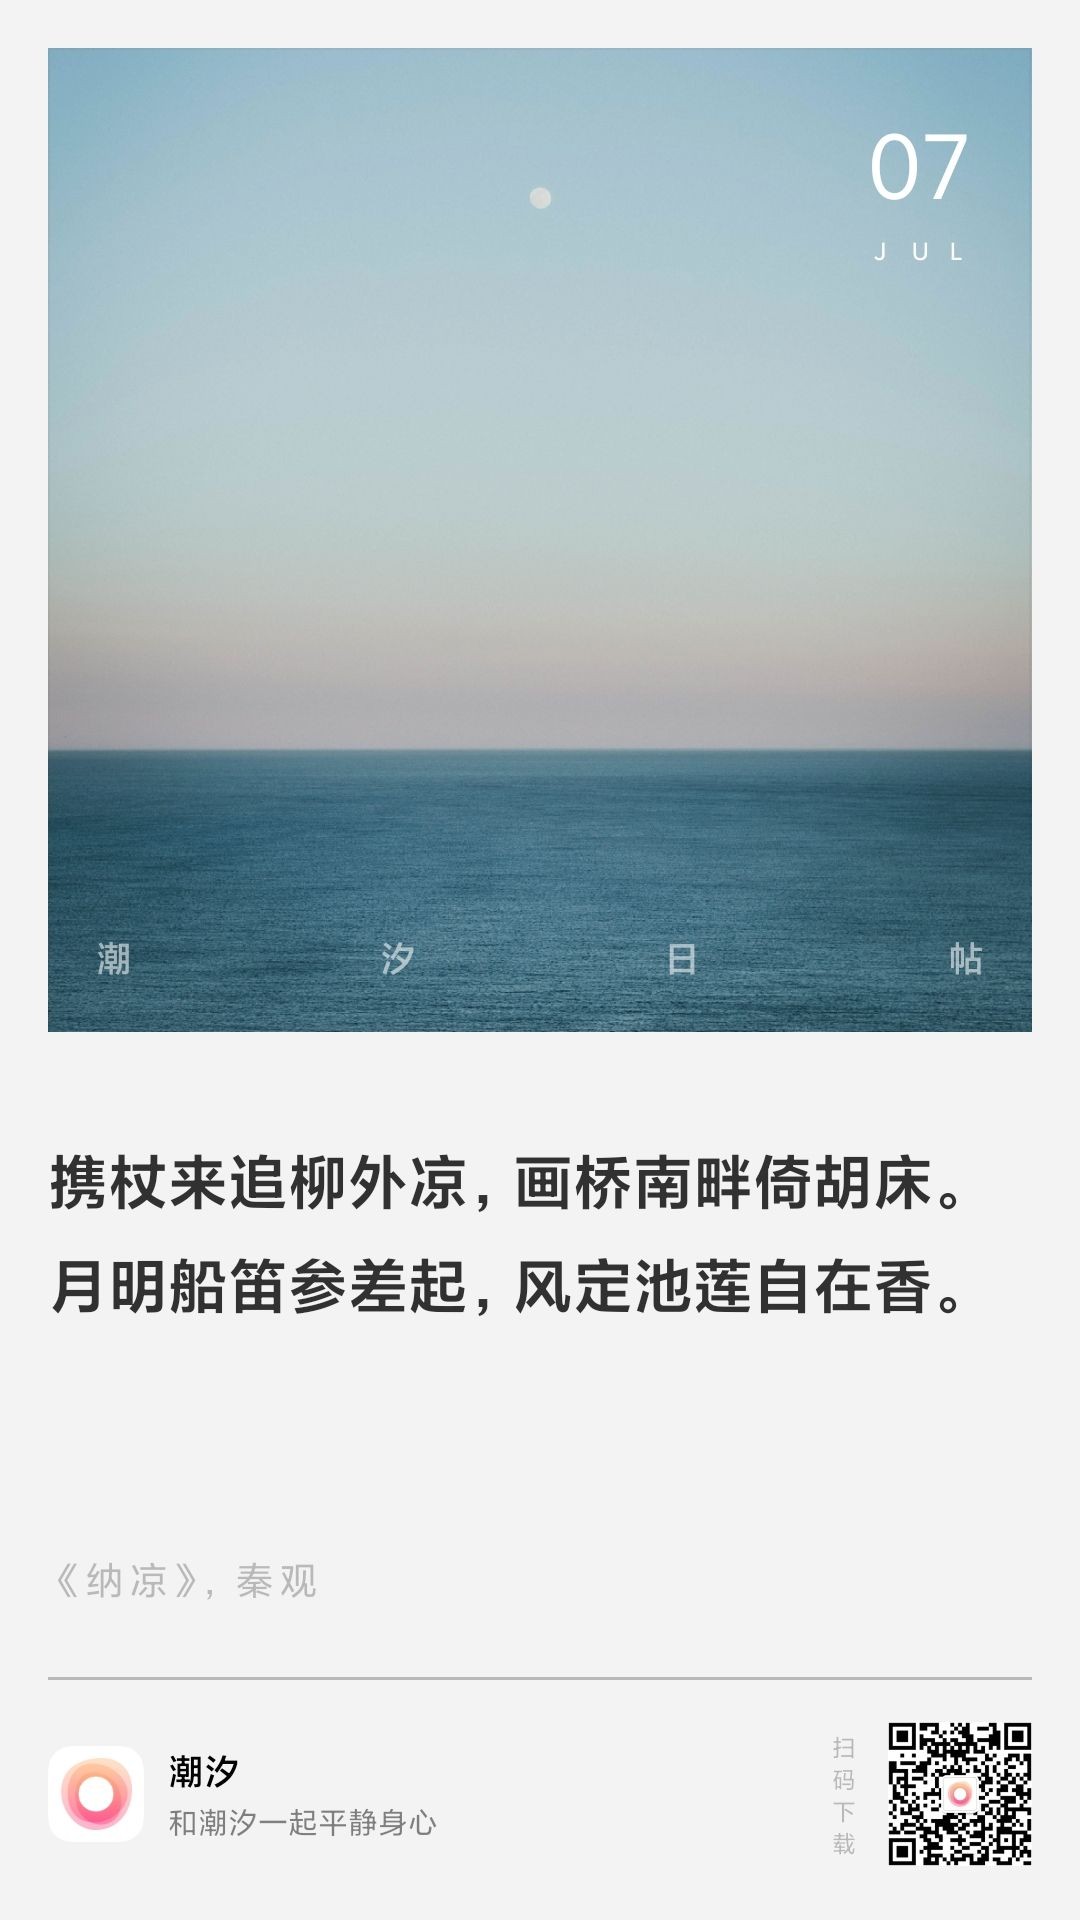 07
JUL
潮汐日帖
携杖来追柳外凉，画桥南畔倚胡床。
月明船笛参差起，风定池莲自在香。
《纳凉》，秦观
潮汐
和潮汐一起平静身心
扫码下载